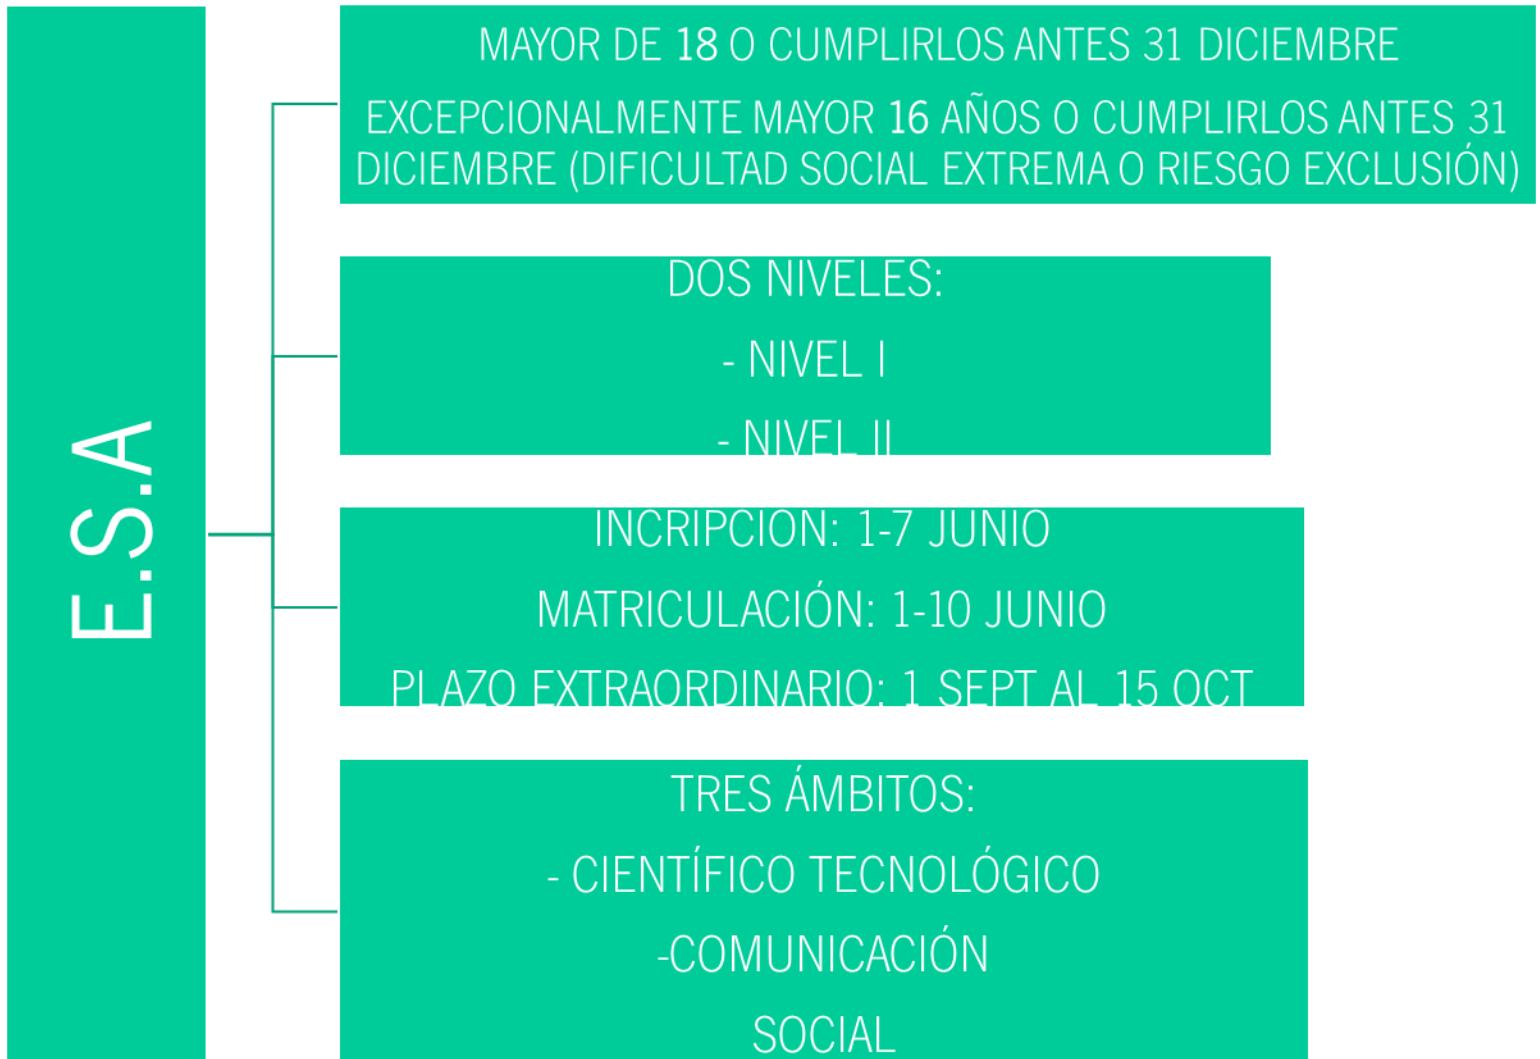 E.S.A
MAYOR DE 18 O CUMPLIRLOS ANTES 31 DICIEMBRE
EXCEPCIONALMENTE MAYOR 16 AÑOS O CUMPLIRLOS ANTES 31
DICIEMBRE (DIFICULTAD SOCIAL EXTREMA O RIESGO EXCLUSIÓN)
DOS NIVELES:
- NIVEL I
- NIVEL II
INCRIPCION: 1-7 JUNIO
MATRICULACIÓN: 1-10 JUNIO
PLAZO EXTRAORDINARIO: 1 SEPT AL 15 OCT
TRES ÁMBITOS:
- CIENTÍFICO TECNOLÓGICO
-COMUNICACIÓN
SOCIAL